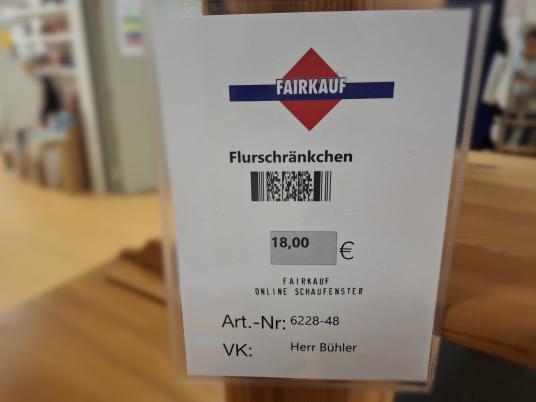 FAIRKAUF
Flurschränkchen
18,00 €
FAIRKAUF
ONLINE SCHAUFENSTER
Art.-Nr: 6228-48
VK: Herr Bühler